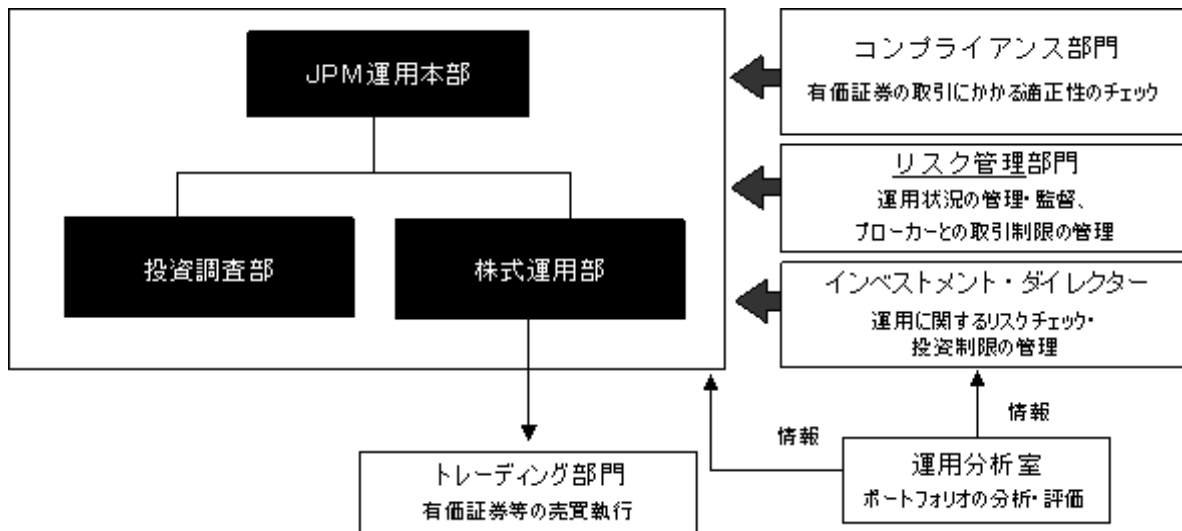 JPM運用本部
投資調査部
株式運用部
コンプライアンス部門
有価証券の取引にかかる適正性のチェック
リスク管理部門
運用状況の管理・監督、
ブローカーとの取引制限の管理
インベストメント・ダイレクター
運用に関するリスクチェック・
投資制限の管理
情報
情報
トレーディング部門
有価証券等の売買執行
運用分析室
ポートフォリオの分析・評価